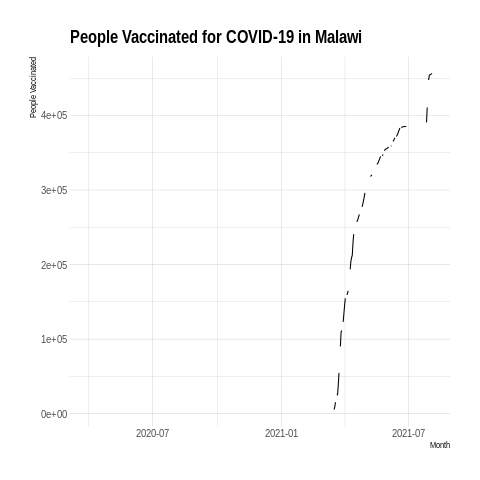 People Vaccinated for COVID-19 in Malawi
People Vaccinated
4e+05
3e+05
2e+05
1e+05
0e+00
2020-07 2021-01 2021-07
Month